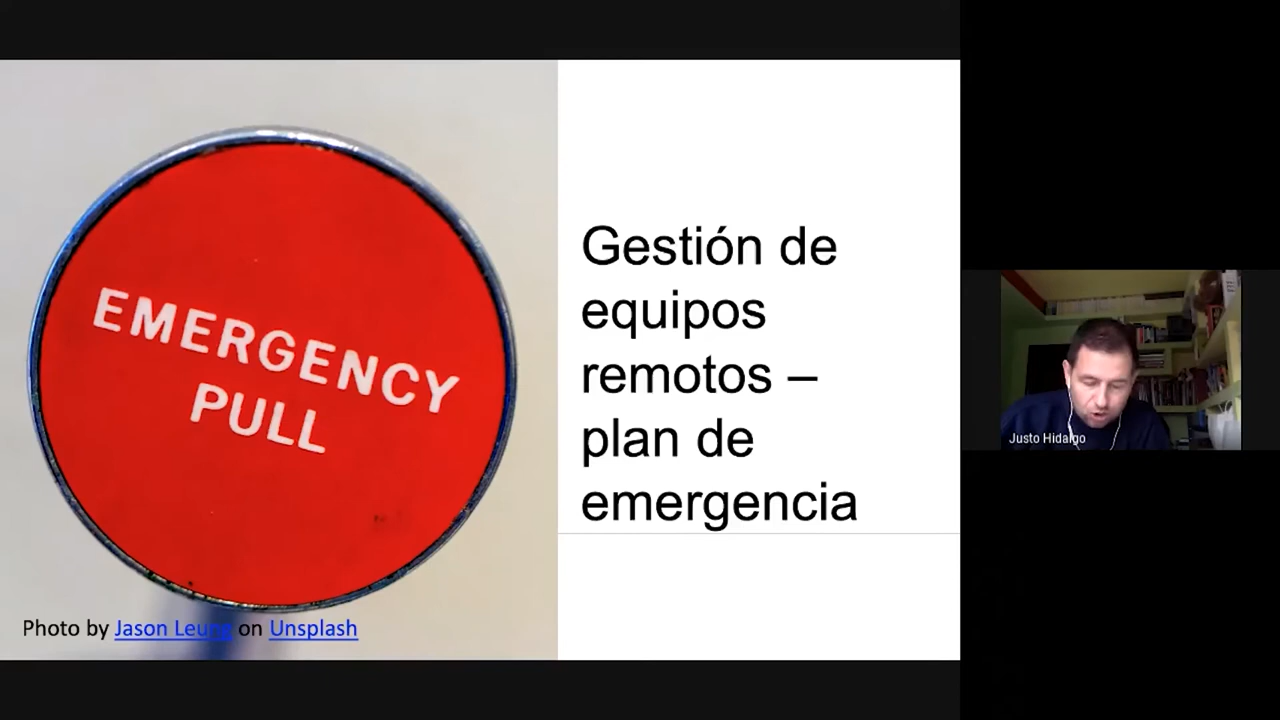 EMERGENCY
PULL
Photo by Jason Leung on Unsplash
Gestión de
equipos
remotos –
plan de
emergencia
Justo Hidalgo